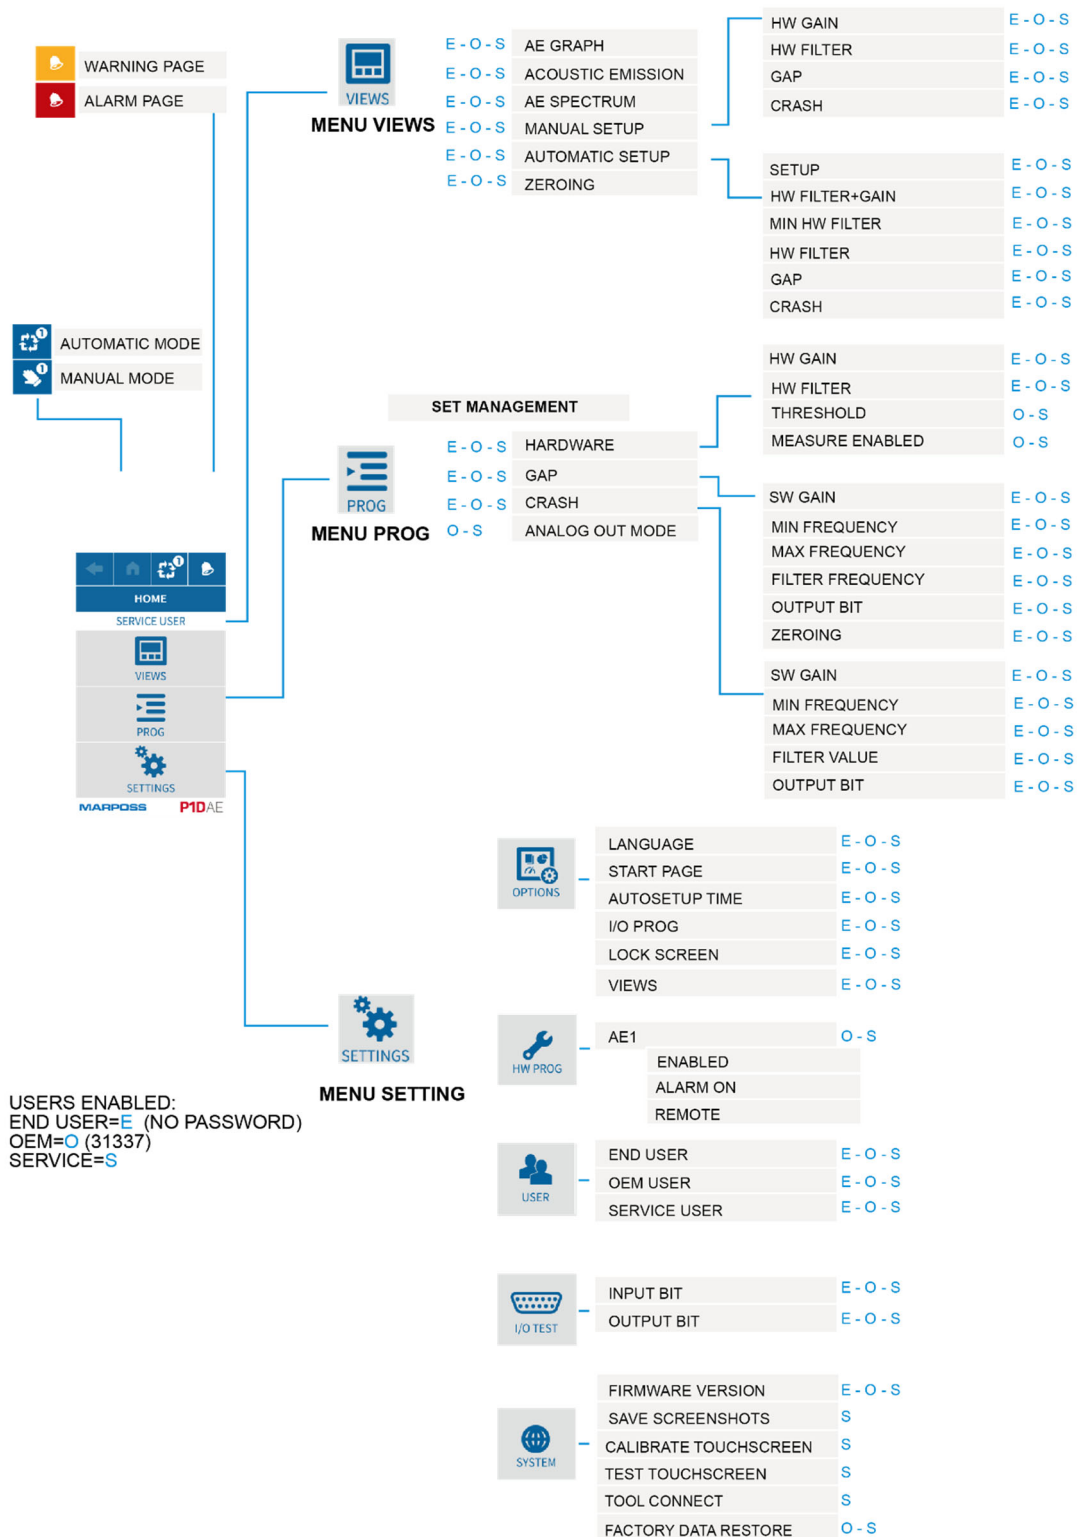 WARNING PAGE
ALARM PAGE
AUTOMATIC MODE
MANUAL MODE
HOME
SERVICE USER
VIEWS
PROG
SETTINGS
MARPOSS P1DAE
USERS ENABLED:
END USER=E (NO PASSWORD)
OEM=O (31337)
SERVICE=S
VIEWS
MENU VIEWS
E - O - S AE GRAPH
E - O - S ACOUSTIC EMISSION
E - O - S AE SPECTRUM
E - O - S MANUAL SETUP
E - O - S AUTOMATIC SETUP
E - O - S ZEROING
HW GAIN E - O - S
HW FILTER E - O - S
GAP E - O - S
CRASH E - O - S
SETUP E - O - S
HW FILTER+GAIN E - O - S
MIN HW FILTER E - O - S
HW FILTER E - O - S
GAP E - O - S
CRASH E - O - S
SET MANAGEMENT
PROG
MENU PROG
E - O - S HARDWARE
E - O - S GAP
E - O - S CRASH
O - S ANALOG OUT MODE
HW GAIN E - O - S
HW FILTER E - O - S
THRESHOLD O - S
MEASURE ENABLED O - S
SW GAIN E - O - S
MIN FREQUENCY E - O - S
MAX FREQUENCY E - O - S
FILTER FREQUENCY E - O - S
OUTPUT BIT E - O - S
ZEROING E - O - S
SW GAIN E - O - S
MIN FREQUENCY E - O - S
MAX FREQUENCY E - O - S
FILTER VALUE E - O - S
OUTPUT BIT E - O - S
SETTINGS
MENU SETTING
OPTIONS
LANGUAGE E - O - S
START PAGE E - O - S
AUTOSETUP TIME E - O - S
I/O PROG E - O - S
LOCK SCREEN E - O - S
VIEWS E - O - S
HW PROG
AE1 O - S
ENABLED
ALARM ON
REMOTE
USER
END USER E - O - S
OEM USER E - O - S
SERVICE USER E - O - S
I/O TEST
INPUT BIT E - O - S
OUTPUT BIT E - O - S
SYSTEM
FIRMWARE VERSION E - O - S
SAVE SCREENSHOTS S
CALIBRATE TOUCHSCREEN S
TEST TOUCHSCREEN S
TOOL CONNECT S
FACTORY DATA RESTORE O - S